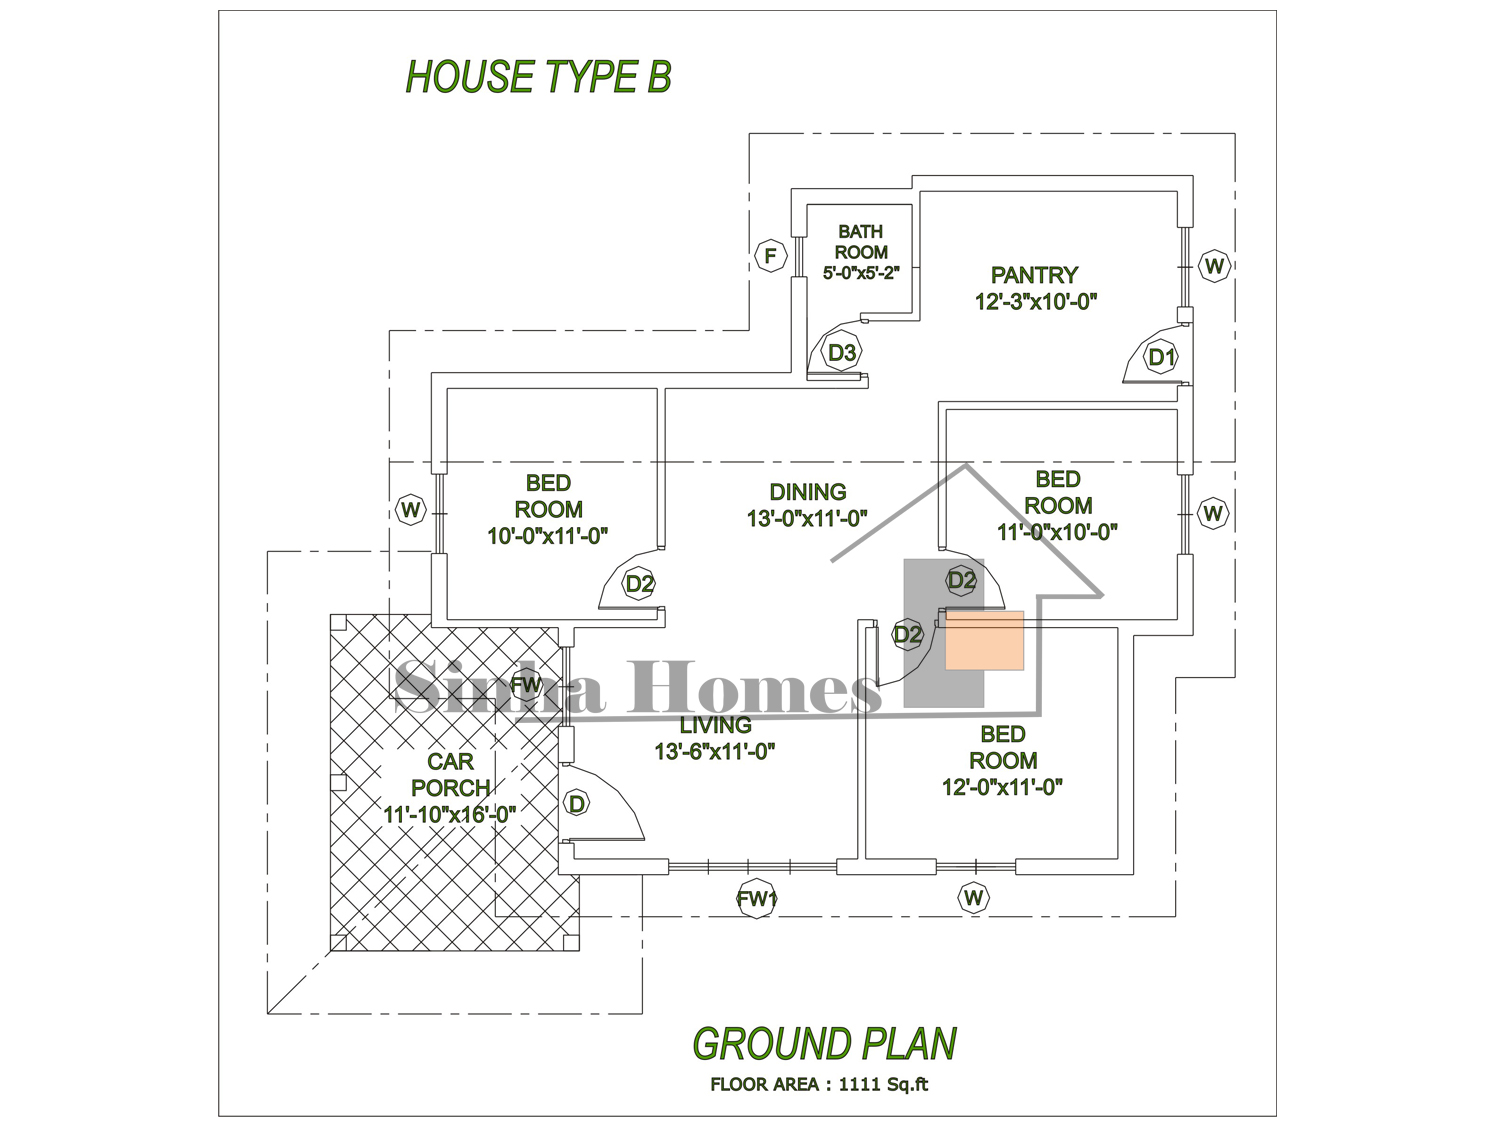 HOUSE TYPE B
BATH
ROOM
5'-0"x5'-2"
F
PANTRY
12'-3"x10'-0"
W
D3
D1
BED
ROOM
10'-0"x11'-0"
W
DINING
13'-0"x11'-0"
BED
ROOM
11'-0"x10'-0"
W
D2
D2
D2
Sinha Homes
FW
LIVING
13'-6"x11'-0"
BED
ROOM
12'-0"x11'-0"
CAR
PORCH
11'-10"x16'-0"
D
FW1
W
GROUND PLAN
FLOOR AREA : 1111 Sq.ft